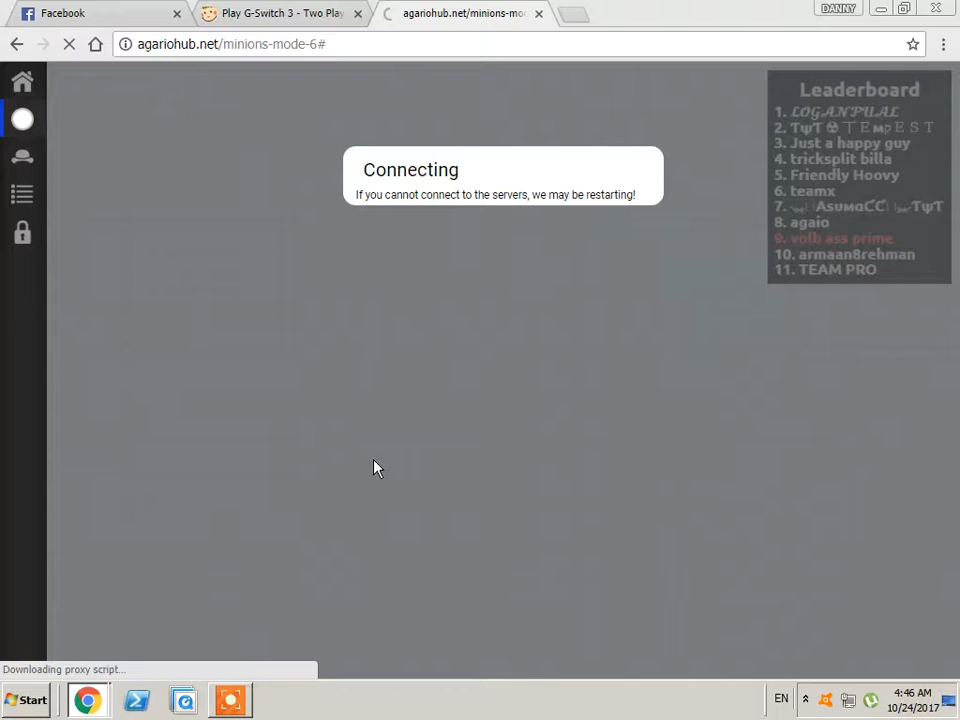 Facebook
Play G-Switch 3 - Two Play
agariohub.net/minions-mo
DANNY
agariohub.net/minions-mode-6#
Leaderboard
1. 𝓛𝓞𝓖𝓐𝓝𝓟𝓤𝓐𝓛
2. TψT☢
3. Just a happy guy
4. tricksplit billa
5. Friendly Hoovy
6. teamx
7.
8. agaio
9. volb ass prime
10. armaan8rehman
11. TEAM PRO
Connecting
If you cannot connect to the servers, we may be restarting!
Downloading proxy script...
Start
EN
4:46 AM
10/24/2017